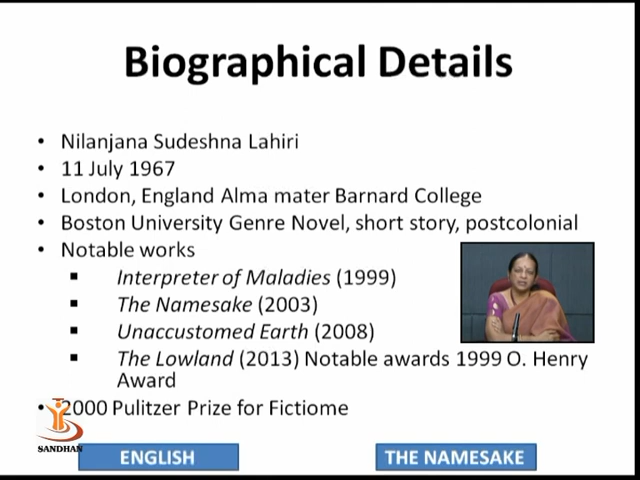 Biographical Details
• Nilanjana Sudeshna Lahiri
• 11 July 1967
• London, England Alma mater Barnard College
• Boston University Genre Novel, short story, postcolonial
• Notable works
▪ Interpreter of Maladies (1999)
▪ The Namesake (2003)
▪ Unaccustomed Earth (2008)
▪ The Lowland (2013) Notable awards 1999 O. Henry
Award
• 2000 Pulitzer Prize for Fictiome
SANDHAN
ENGLISH
THE NAMESAKE